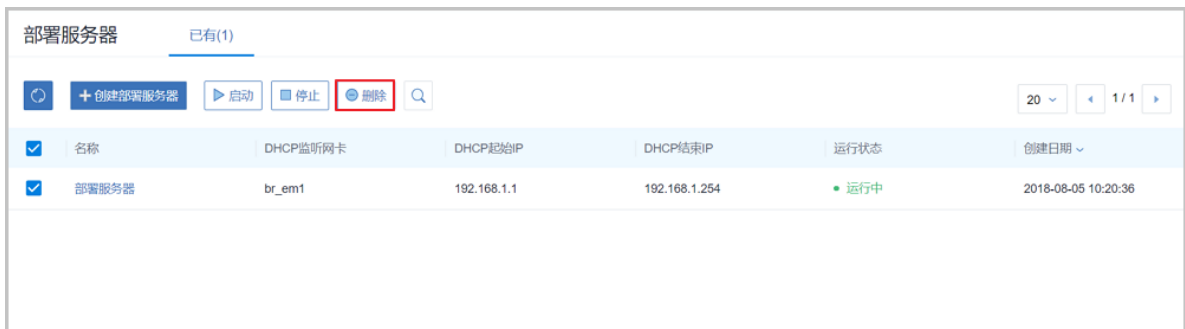 部署服务器 已有(1)
创建部署服务器 启动 停止 删除 20 1 / 1
名称 DHCP监听网卡 DHCP起始IP DHCP结束IP 运行状态 创建日期
部署服务器 br_em1 192.168.1.1 192.168.1.254 运行中 2018-08-05 10:20:36